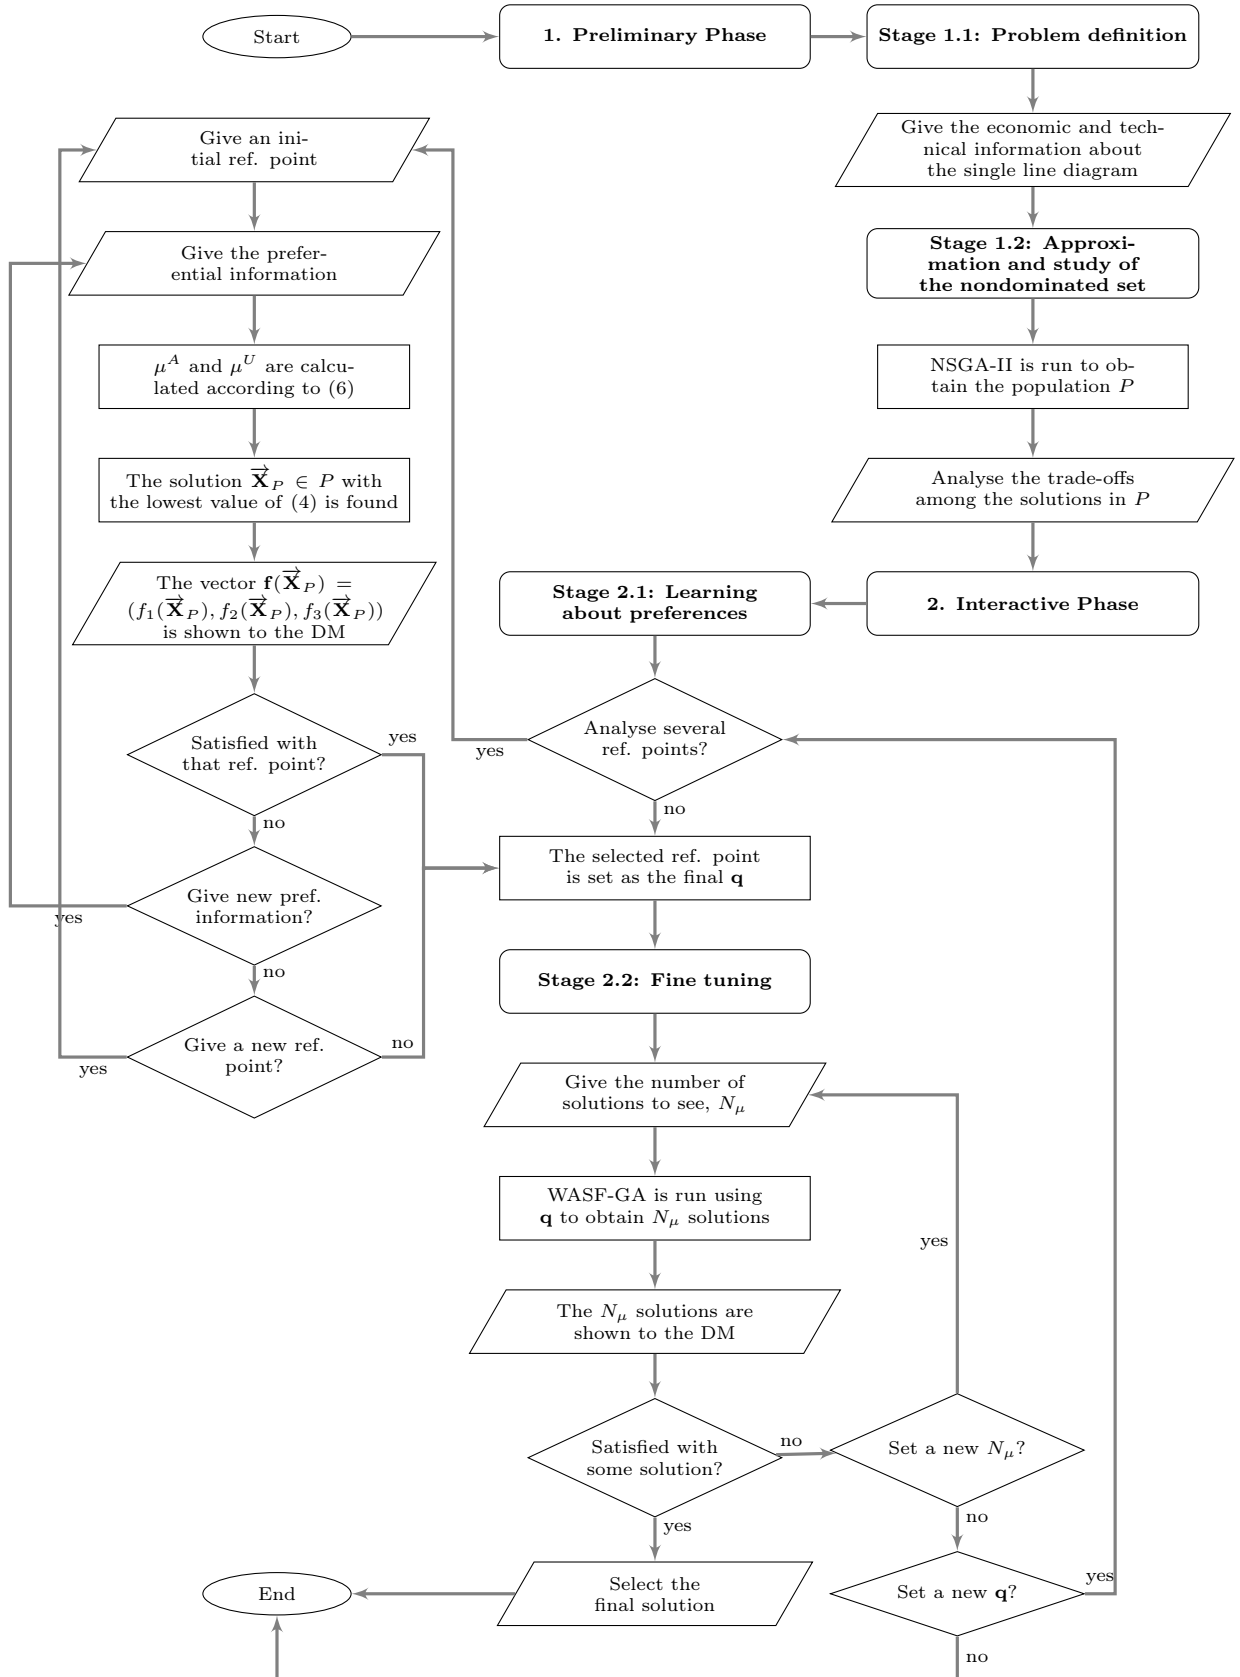 Start
1. Preliminary Phase
Stage 1.1: Problem definition
Give the economic and tech-
nical information about
the single line diagram
Stage 1.2: Approxi-
mation and study of
the nondominated set
NSGA-II is run to ob-
tain the population P
Analyse the trade-offs
among the solutions in P
2. Interactive Phase
Stage 2.1: Learning
about preferences
Analyse several
ref. points?
yes
no
Give an ini-
tial ref. point
Give the prefer-
ential information
μ^A and μ^U are calcu-
lated according to (6)
The solution \overrightarrow{X}_P ∈ P with
the lowest value of (4) is found
The vector f(\overrightarrow{X}_P) =
(f_1(\overrightarrow{X}_P), f_2(\overrightarrow{X}_P), f_3(\overrightarrow{X}_P))
is shown to the DM
Satisfied with
that ref. point?
yes
no
Give new pref.
information?
yes
no
Give a new ref.
point?
yes
no
The selected ref. point
is set as the final q
Stage 2.2: Fine tuning
Give the number of
solutions to see, N_μ
WASF-GA is run using
q to obtain N_μ solutions
The N_μ solutions are
shown to the DM
Satisfied with
some solution?
no
yes
Set a new N_μ?
yes
no
Set a new q?
yes
no
Select the
final solution
End